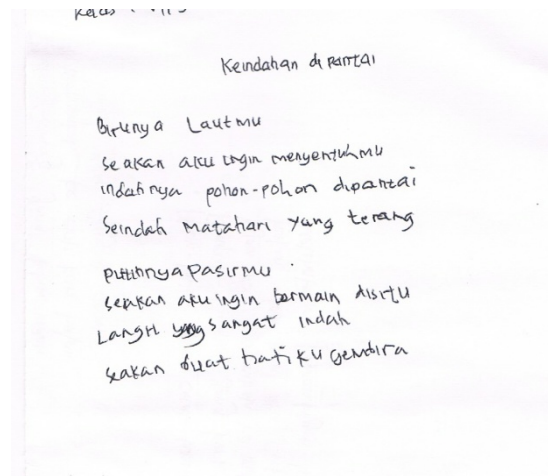 Kelas
Keindahan di Pantai
Birunya Lautmu
Seakan aku ingin menyentuhmu
indahnya pohon-pohon dipantai
Seindah Matahari yang terang
putihnya Pasirmu
seakan aku ingin bermain disitu
Langit yang sangat indah
seakan buat hatiku gembira